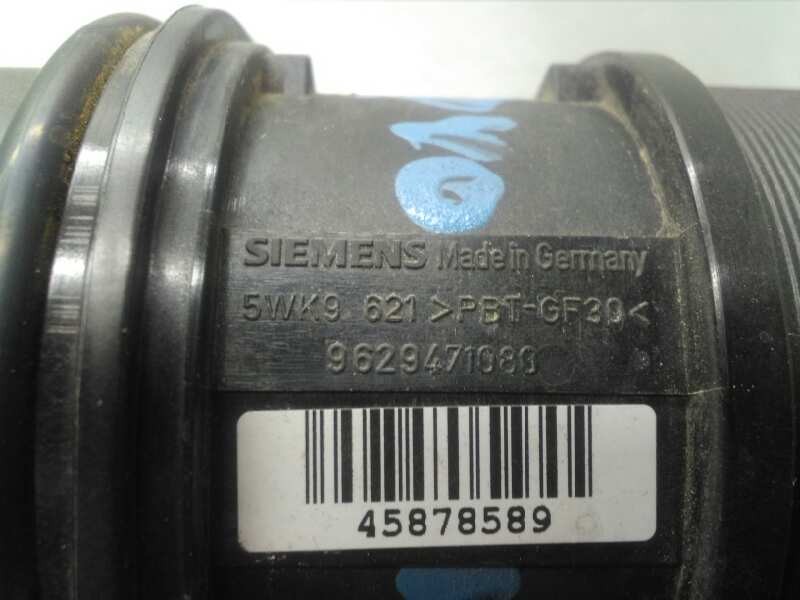 SIEMENS Made in Germany
5WK9 621 >PBT-GF30<
9629471080
45878589